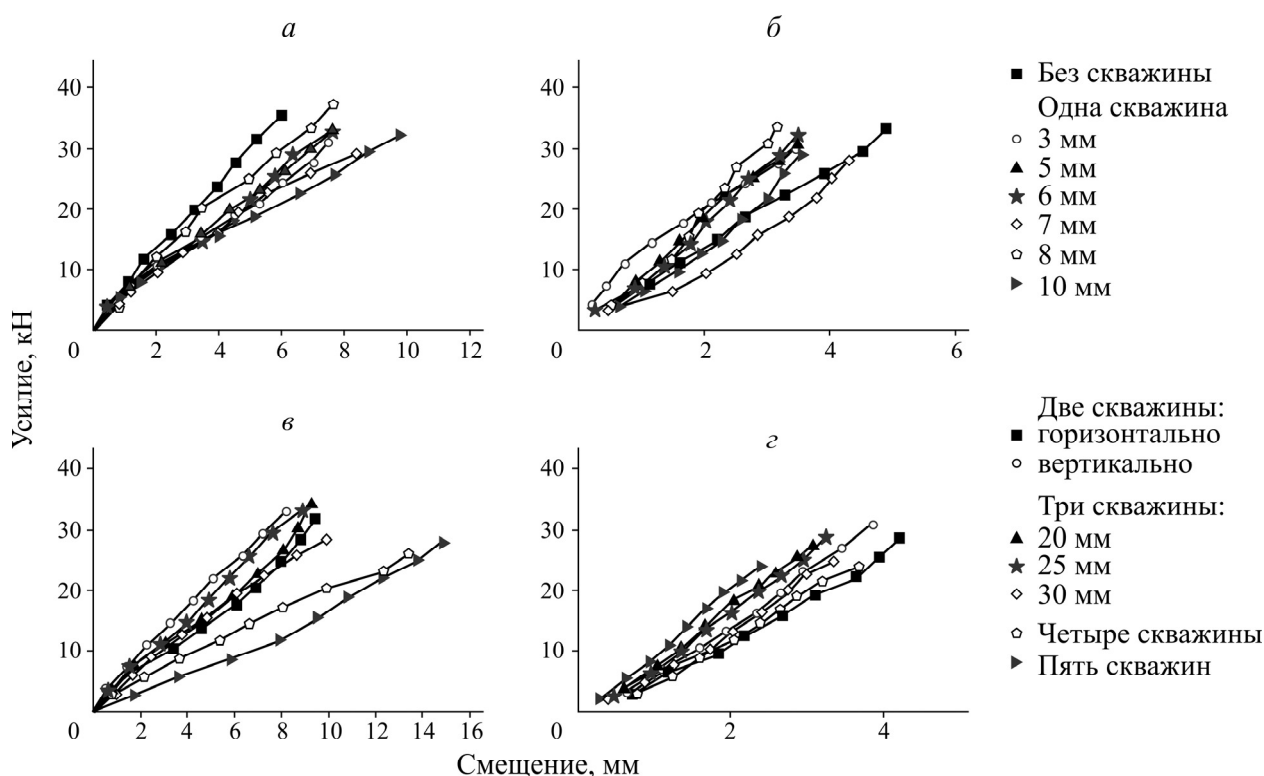 а
б
Усилие, кН
40
30
20
10
0
2
4
6
8
10
12
40
30
20
10
0
2
4
6
Без скважины
Одна скважина
3 мм
5 мм
6 мм
7 мм
8 мм
10 мм
в
г
40
30
20
10
0
2
4
6
8
10
12
14
16
40
30
20
10
0
2
4
Смещение, мм
Две скважины:
горизонтально
вертикально
Три скважины:
20 мм
25 мм
30 мм
Четыре скважины
Пять скважин